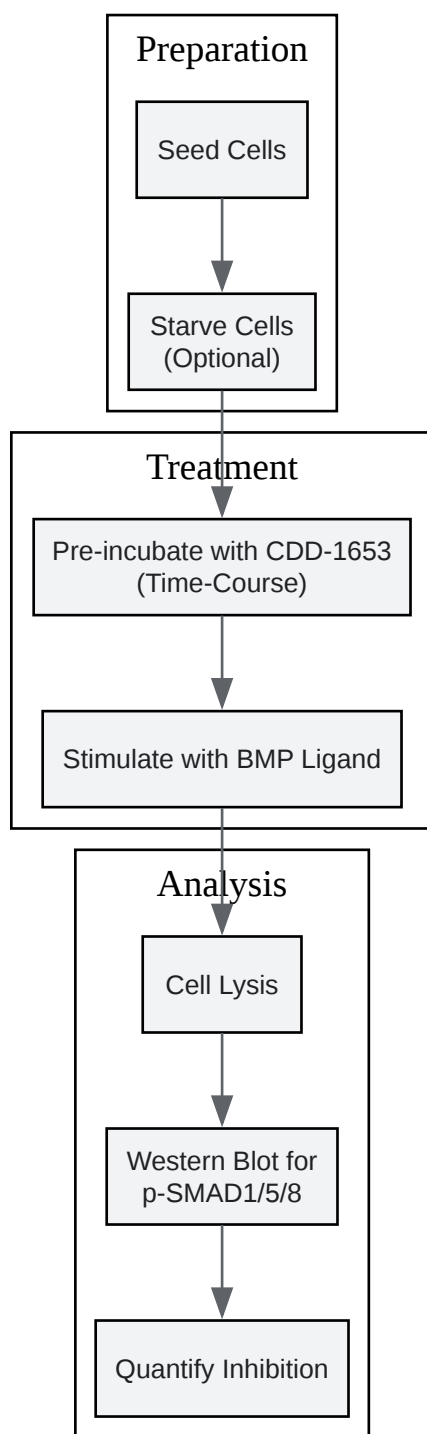 Preparation
Seed Cells
Starve Cells
(Optional)
Treatment
Pre-incubate with CDD-1653
(Time-Course)
Stimulate with BMP Ligand
Analysis
Cell Lysis
Western Blot for
p-SMAD1/5/8
Quantify Inhibition